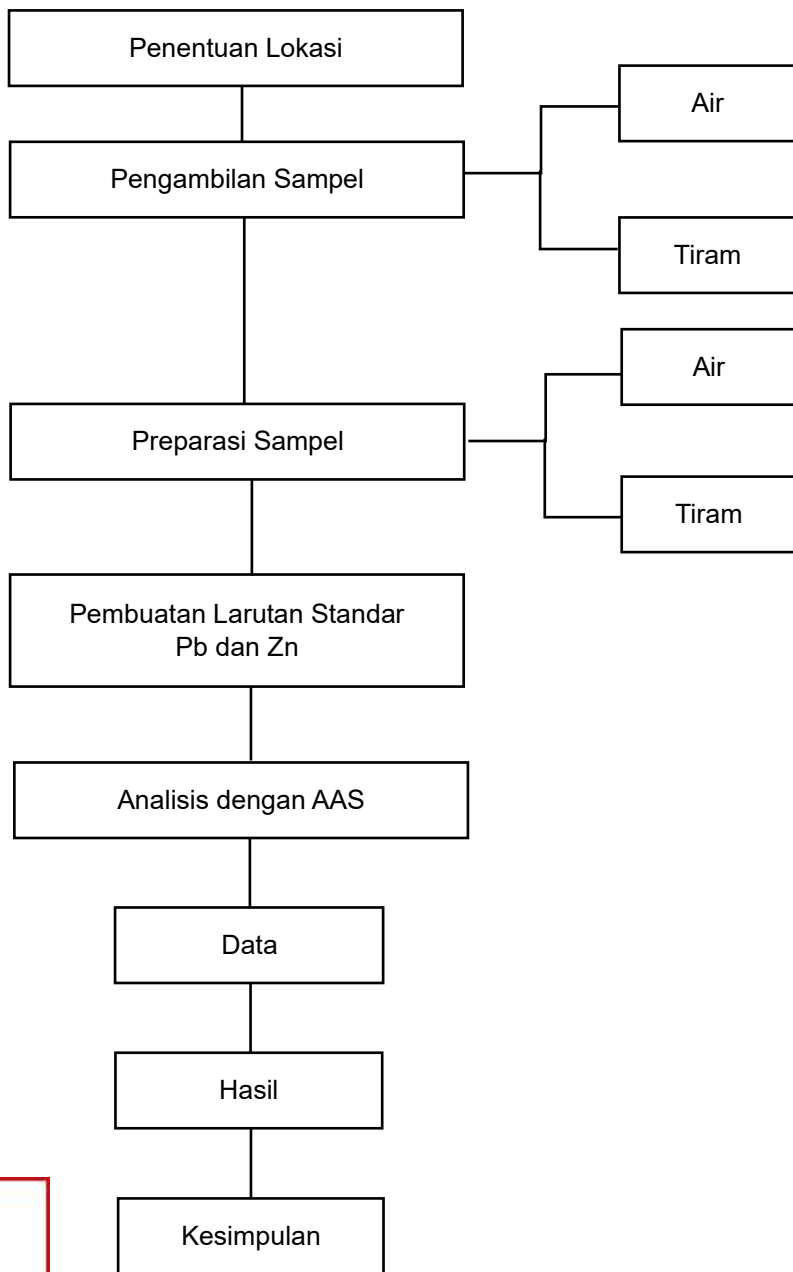 Penentuan Lokasi
Air
Pengambilan Sampel
Tiram
Air
Preparasi Sampel
Tiram
Pembuatan Larutan Standar
Pb dan Zn
Analisis dengan AAS
Data
Hasil
Kesimpulan